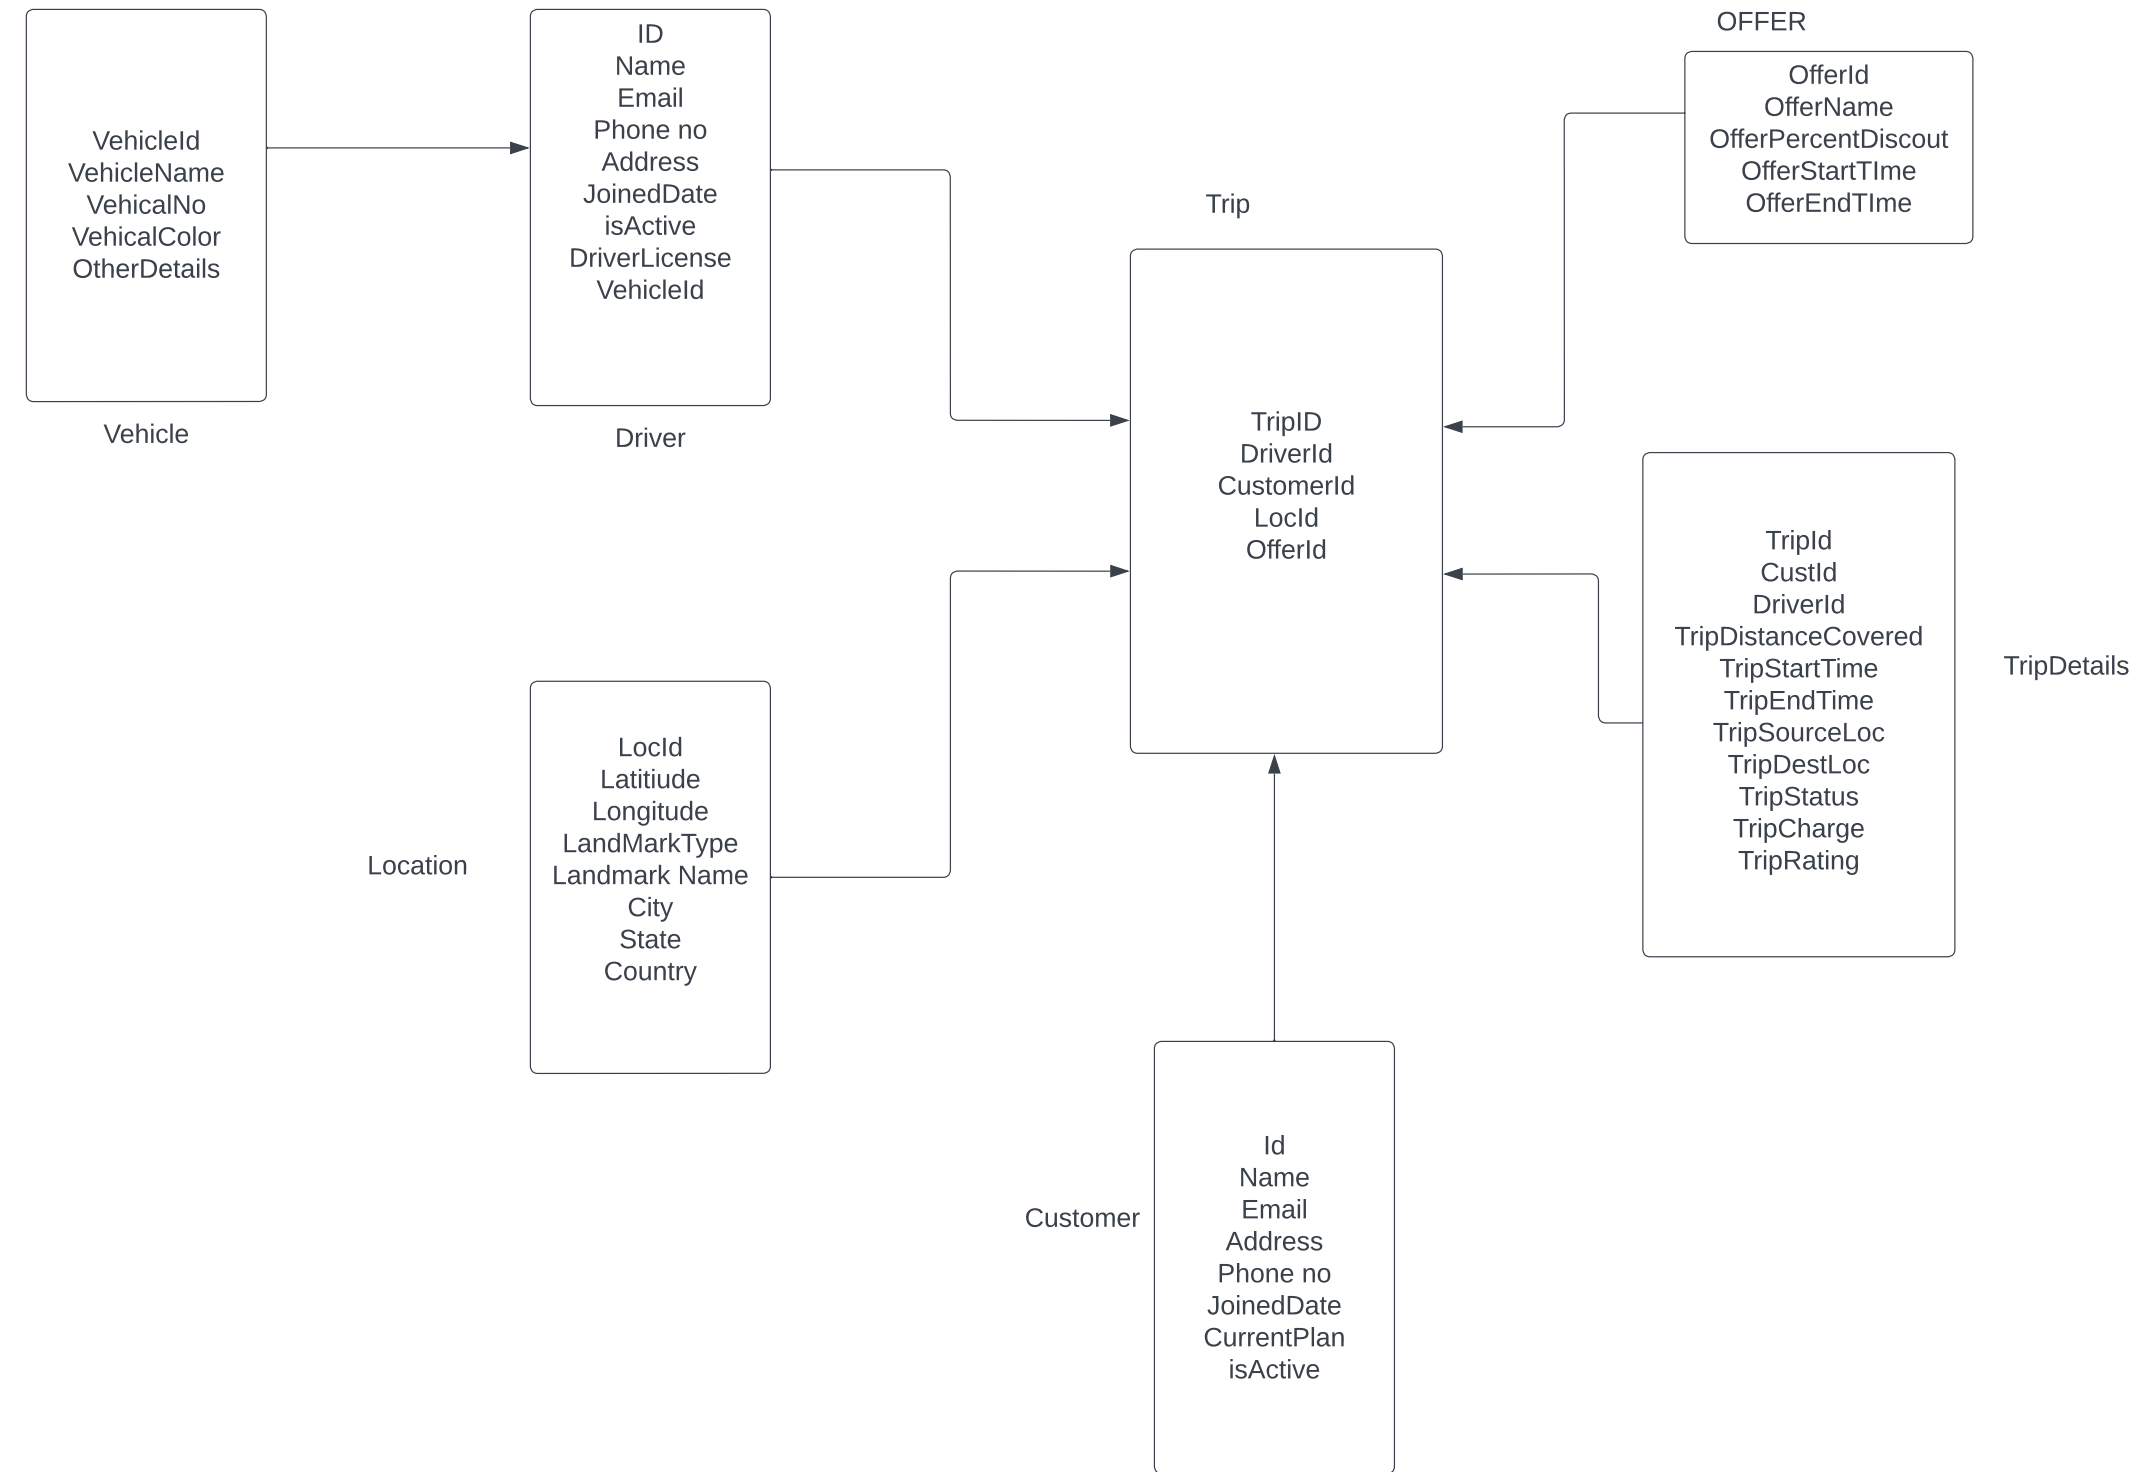 VehicleId
VehicleName
VehicalNo
VehicalColor
OtherDetails
Vehicle
ID
Name
Email
Phone no
Address
JoinedDate
isActive
DriverLicense
VehicleId
Driver
OFFER
OfferId
OfferName
OfferPercentDiscout
OfferStartTIme
OfferEndTIme
Trip
TripID
DriverId
CustomerId
LocId
OfferId
TripId
CustId
DriverId
TripDistanceCovered
TripStartTime
TripEndTime
TripSourceLoc
TripDestLoc
TripStatus
TripCharge
TripRating
TripDetails
Location
LocId
Latitiude
Longitude
LandMarkType
Landmark Name
City
State
Country
Customer
Id
Name
Email
Address
Phone no
JoinedDate
CurrentPlan
isActive